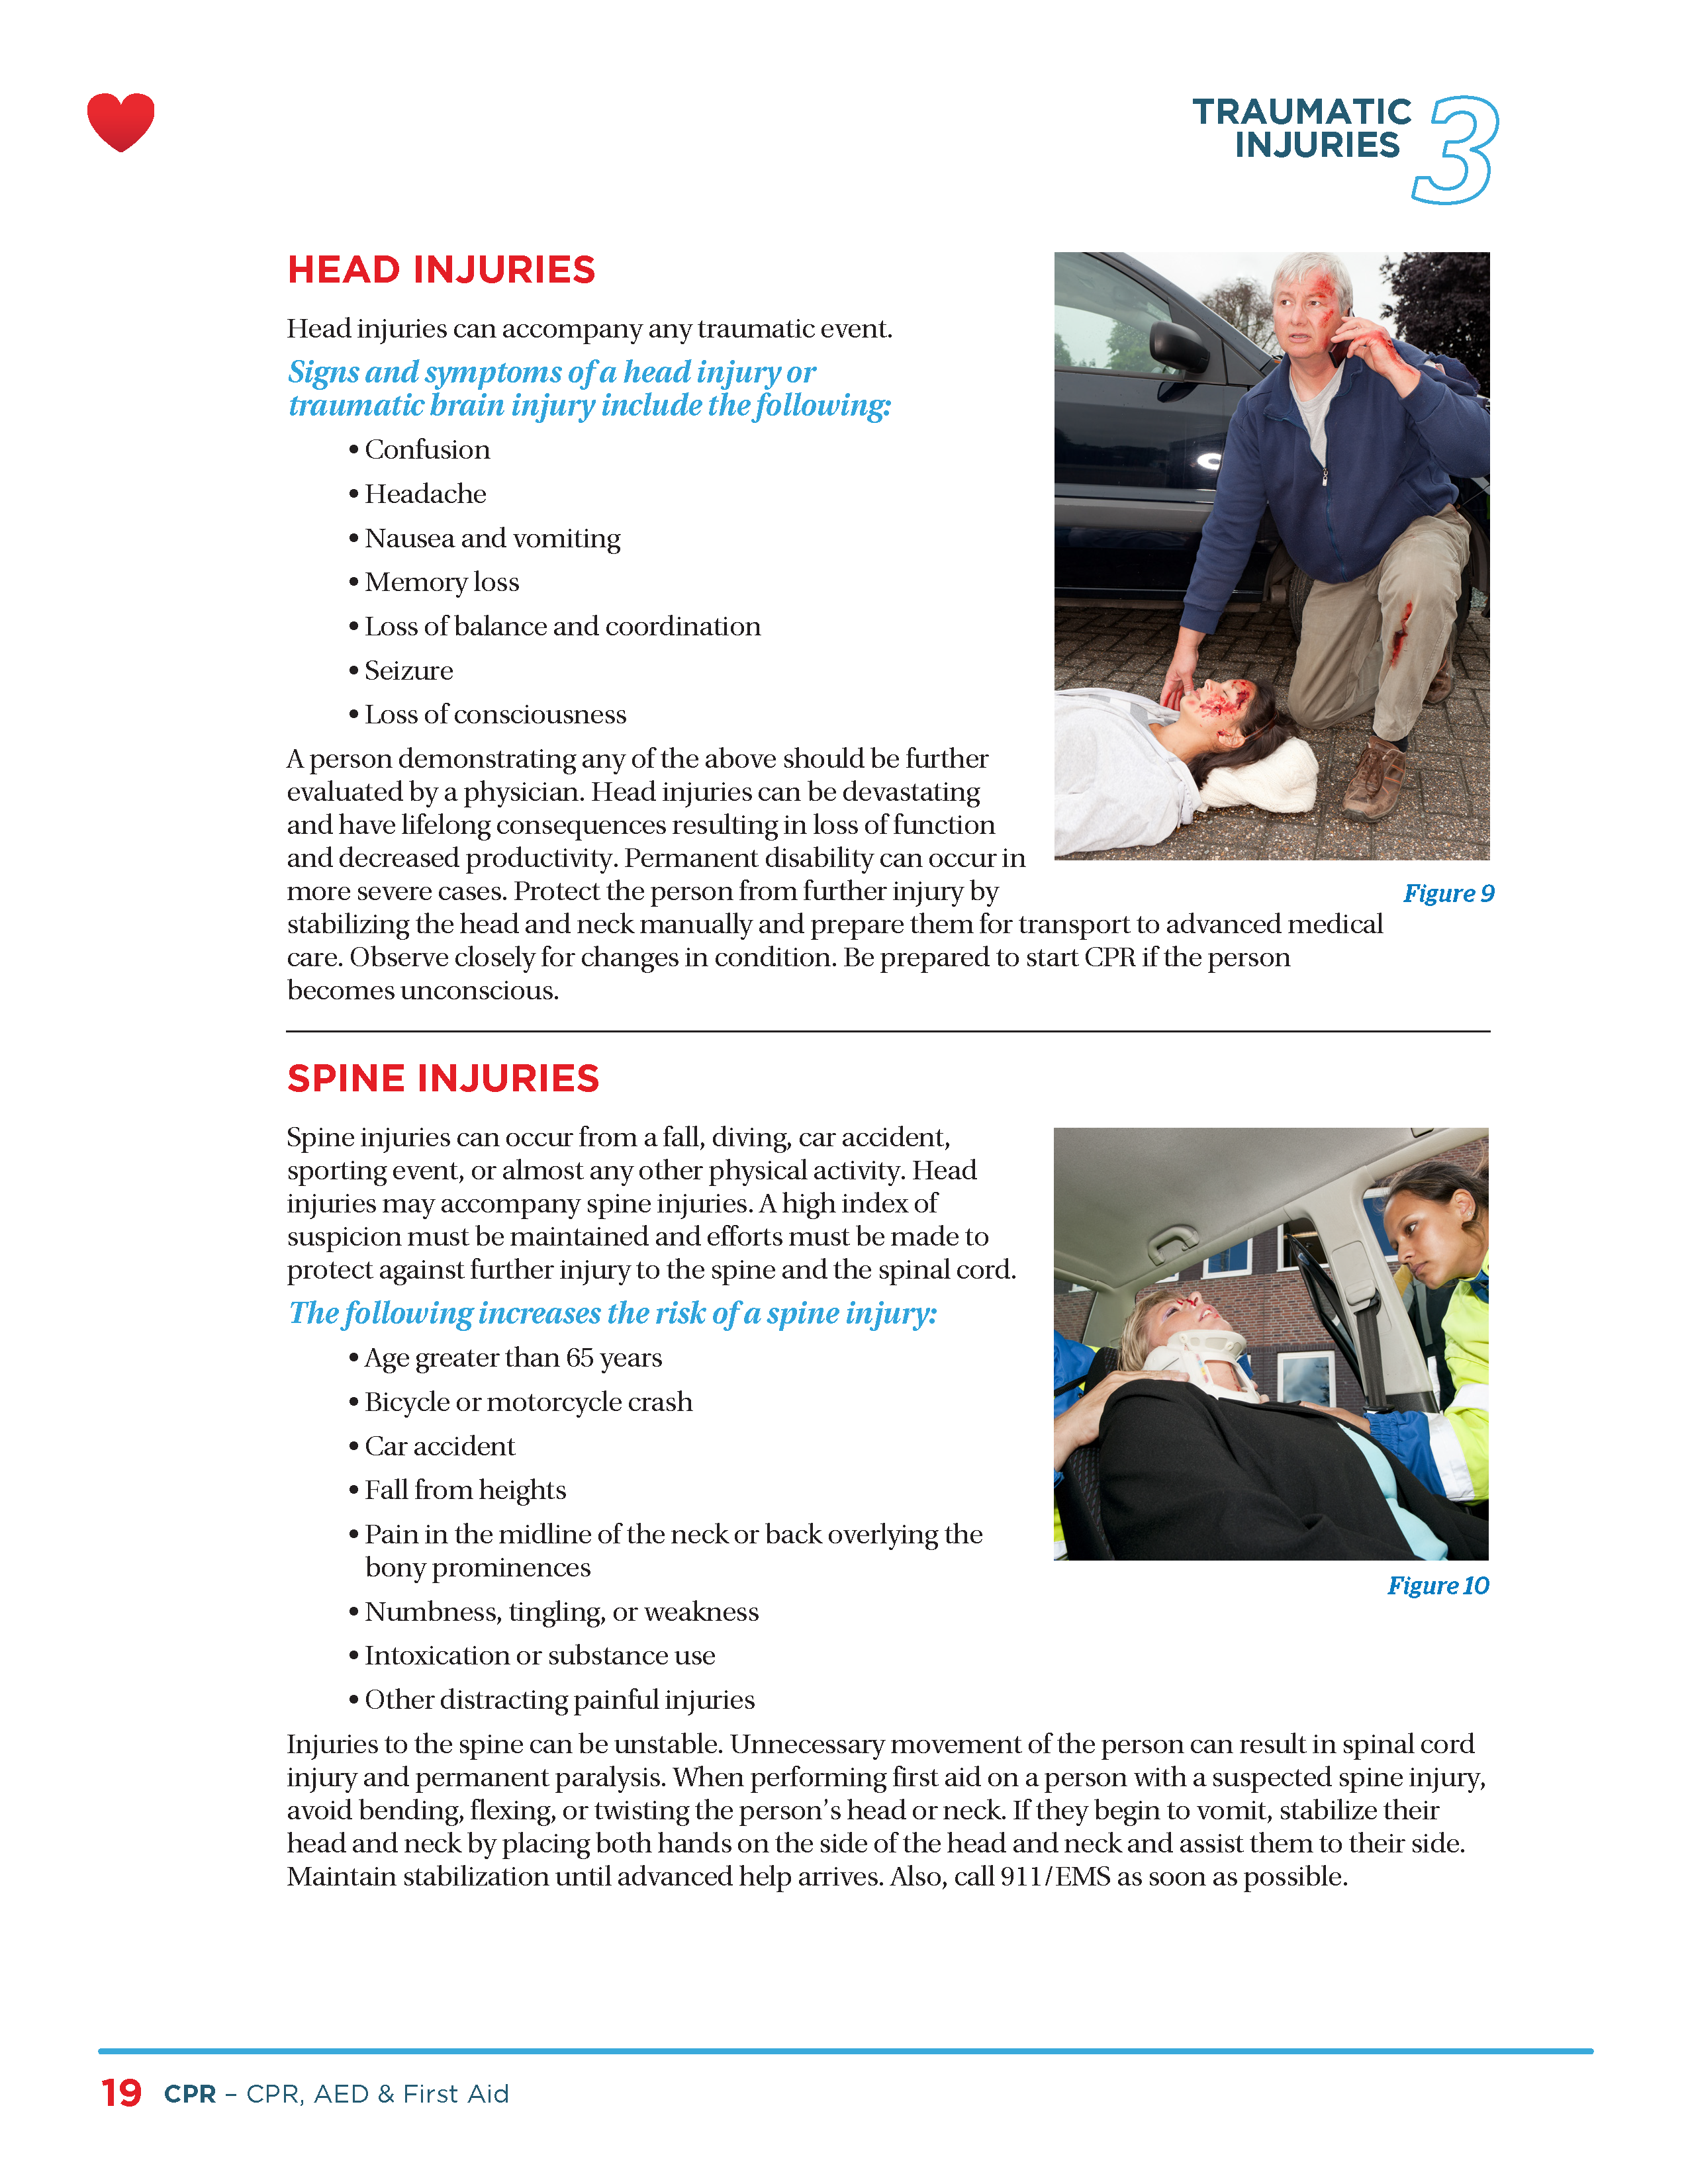 TRAUMATIC
INJURIES
3
HEAD INJURIES
Head injuries can accompany any traumatic event.
Signs and symptoms of a head injury or
traumatic brain injury include the following:
• Confusion
• Headache
• Nausea and vomiting
• Memory loss
• Loss of balance and coordination
• Seizure
• Loss of consciousness
A person demonstrating any of the above should be further
evaluated by a physician. Head injuries can be devastating
and have lifelong consequences resulting in loss of function
and decreased productivity. Permanent disability can occur in
more severe cases. Protect the person from further injury by
stabilizing the head and neck manually and prepare them for transport to advanced medical
care. Observe closely for changes in condition. Be prepared to start CPR if the person
becomes unconscious.
Figure 9
SPINE INJURIES
Spine injuries can occur from a fall, diving, car accident,
sporting event, or almost any other physical activity. Head
injuries may accompany spine injuries. A high index of
suspicion must be maintained and efforts must be made to
protect against further injury to the spine and the spinal cord.
The following increases the risk of a spine injury:
• Age greater than 65 years
• Bicycle or motorcycle crash
• Car accident
• Fall from heights
• Pain in the midline of the neck or back overlying the
bony prominences
• Numbness, tingling, or weakness
• Intoxication or substance use
• Other distracting painful injuries
Figure 10
Injuries to the spine can be unstable. Unnecessary movement of the person can result in spinal cord
injury and permanent paralysis. When performing first aid on a person with a suspected spine injury,
avoid bending, flexing, or twisting the person’s head or neck. If they begin to vomit, stabilize their
head and neck by placing both hands on the side of the head and neck and assist them to their side.
Maintain stabilization until advanced help arrives. Also, call 911/EMS as soon as possible.
19 CPR – CPR, AED & First Aid